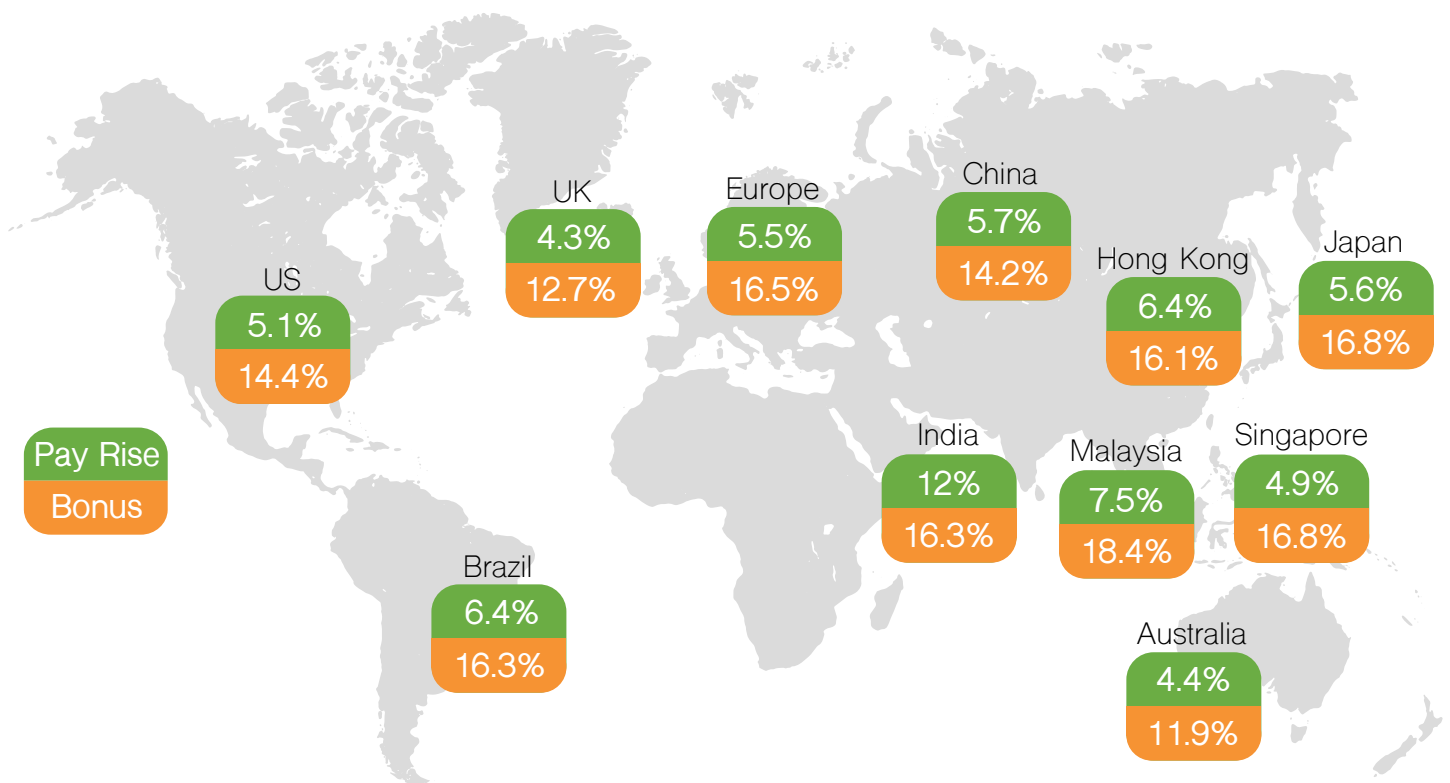 UK
4.3%
12.7%
Europe
5.5%
16.5%
China
5.7%
14.2%
Hong Kong
6.4%
16.1%
Japan
5.6%
16.8%
US
5.1%
14.4%
Pay Rise
Bonus
India
12%
16.3%
Malaysia
7.5%
18.4%
Singapore
4.9%
16.8%
Brazil
6.4%
16.3%
Australia
4.4%
11.9%